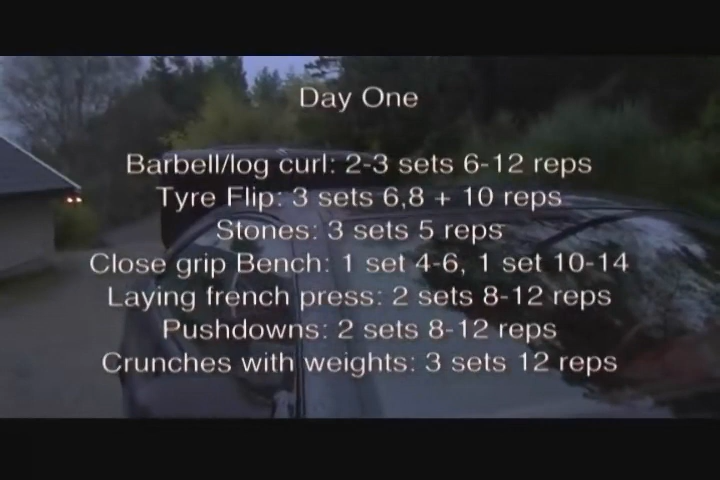 Day One
Barbell/log curl: 2-3 sets 6-12 reps
Tyre Flip: 3 sets 6,8 + 10 reps
Stones: 3 sets 5 reps
Close grip Bench: 1 set 4-6, 1 set 10-14
Laying french press: 2 sets 8-12 reps
Pushdowns: 2 sets 8-12 reps
Crunches with weights: 3 sets 12 reps